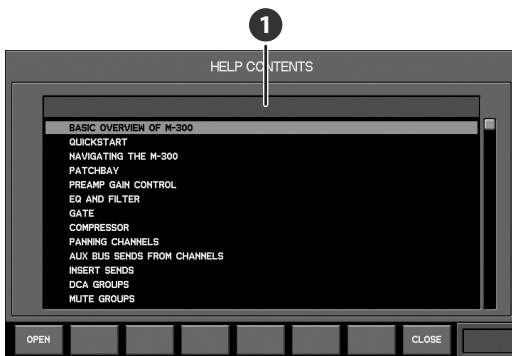 1
HELP CONTENTS
BASIC OVERVIEW OF M-300
QUICKSTART
NAVIGATING THE M-300
PATCHBAY
PREAMP GAIN CONTROL
EQ AND FILTER
GATE
COMPRESSOR
PANNING CHANNELS
AUX BUS SENDS FROM CHANNELS
INSERT SENDS
DCA GROUPS
MUTE GROUPS
OPEN CLOSE